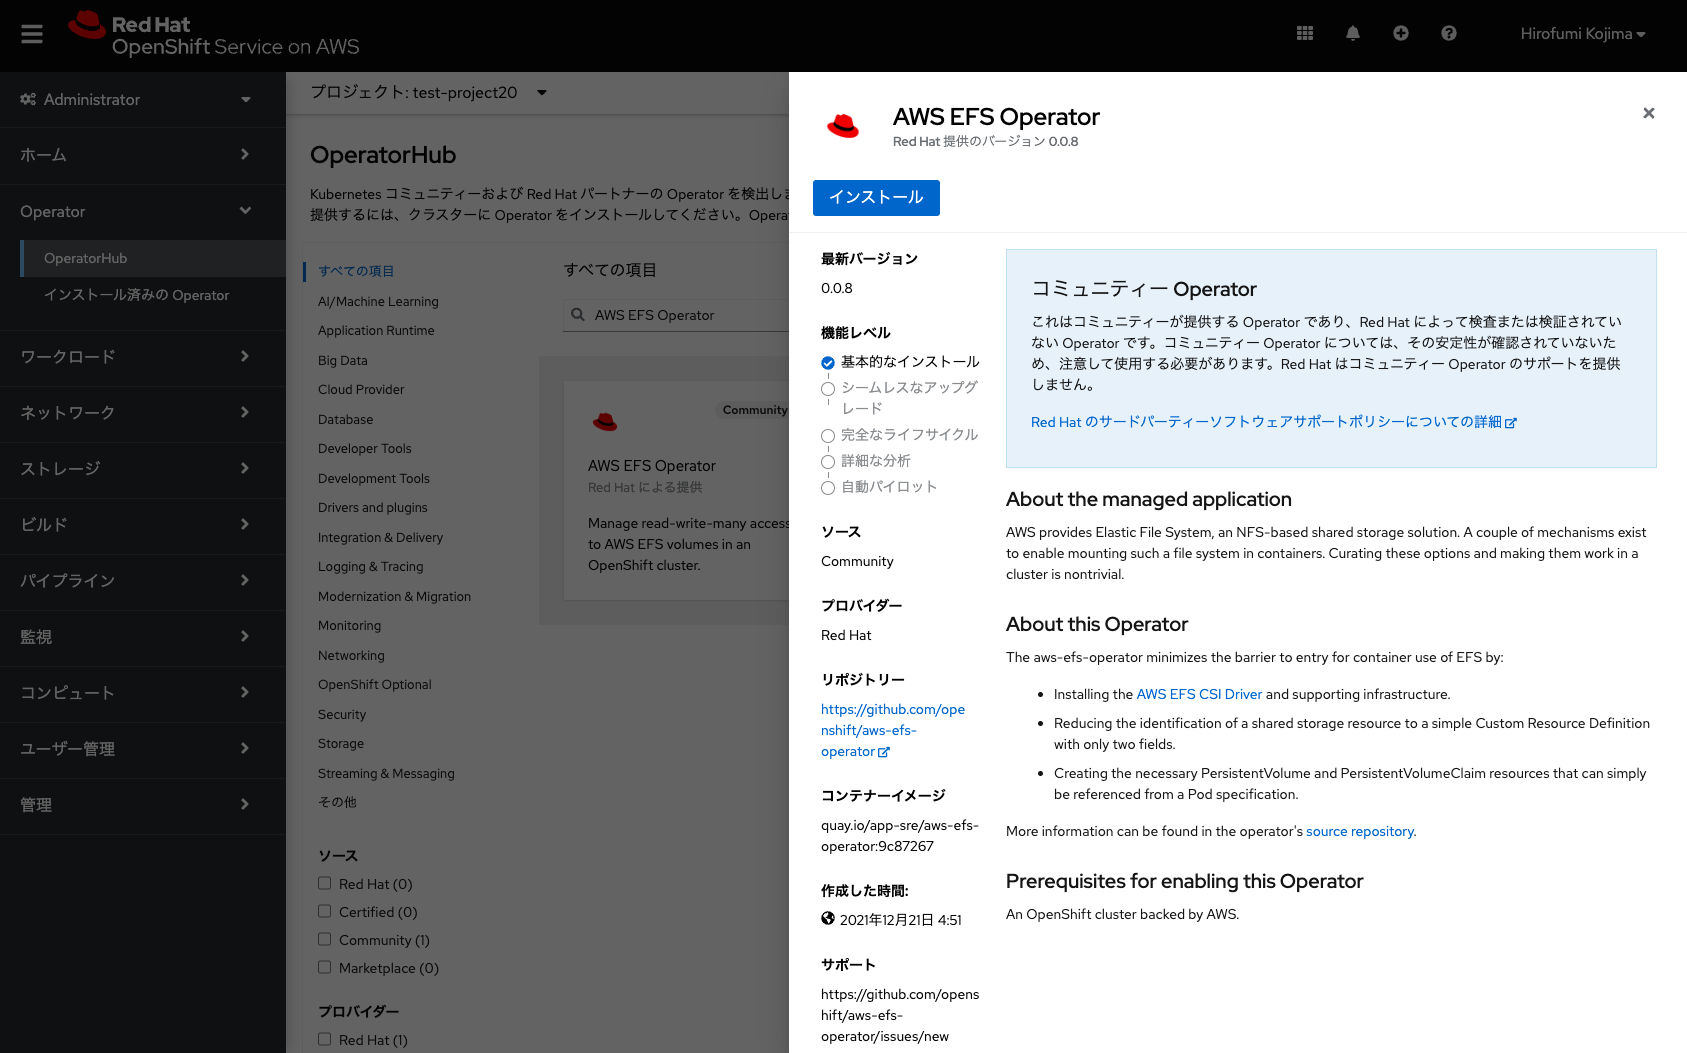 Red Hat
OpenShift Service on AWS
Hirofumi Kojima
Administrator
ホーム
Operator
OperatorHub
インストール済みの Operator
ワークロード
ネットワーク
ストレージ
ビルド
パイプライン
監視
コンピュート
ユーザー管理
管理
プロジェクト: test-project20
OperatorHub
Kubernetes コミュニティーおよび Red Hat パートナーの Operator を検出し
提供するには、クラスターに Operator をインストールしてください。Opera
すべての項目
AI/Machine Learning
Application Runtime
Big Data
Cloud Provider
Database
Developer Tools
Development Tools
Drivers and plugins
Integration & Delivery
Logging & Tracing
Modernization & Migration
Monitoring
Networking
OpenShift Optional
Security
Storage
Streaming & Messaging
その他
ソース
Red Hat (0)
Certified (0)
Community (1)
Marketplace (0)
プロバイダー
Red Hat (1)
すべての項目
AWS EFS Operator
Community
AWS EFS Operator
Red Hat による提供
Manage read-write-many access
to AWS EFS volumes in an
OpenShift cluster.
AWS EFS Operator
Red Hat 提供のバージョン 0.0.8
インストール
最新バージョン
0.0.8
機能レベル
基本的なインストール
シームレスなアップグ
レード
完全なライフサイクル
詳細な分析
自動パイロット
ソース
Community
プロバイダー
Red Hat
リポジトリー
https://github.com/ope
nshift/aws-efs-
operator
コンテナーイメージ
quay.io/app-sre/aws-efs-
operator:9c87267
作成した時間:
2021年12月21日 4:51
サポート
https://github.com/opens
hift/aws-efs-
operator/issues/new
コミュニティー Operator
これはコミュニティーが提供する Operator であり、Red Hat によって検査または検証されてい
ない Operator です。コミュニティー Operator については、その安定性が確認されていないた
め、注意して使用する必要があります。Red Hat はコミュニティー Operator のサポートを提供
しません。
Red Hat のサードパーティーソフトウェアサポートポリシーについての詳細
About the managed application
AWS provides Elastic File System, an NFS-based shared storage solution. A couple of mechanisms exist
to enable mounting such a file system in containers. Curating these options and making them work in a
cluster is nontrivial.
About this Operator
The aws-efs-operator minimizes the barrier to entry for container use of EFS by:
• Installing the AWS EFS CSI Driver and supporting infrastructure.
• Reducing the identification of a shared storage resource to a simple Custom Resource Definition
with only two fields.
• Creating the necessary PersistentVolume and PersistentVolumeClaim resources that can simply
be referenced from a Pod specification.
More information can be found in the operator's source repository.
Prerequisites for enabling this Operator
An OpenShift cluster backed by AWS.